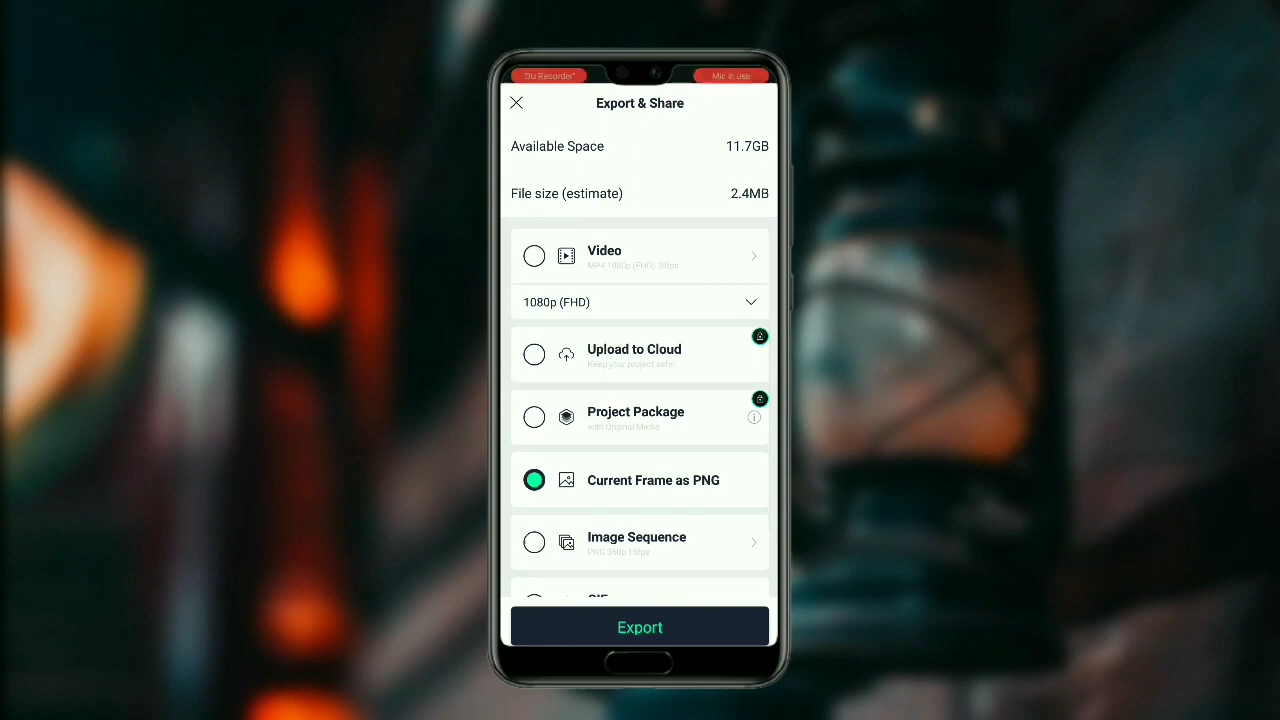 "DU Recorder"
Mic in use
Export & Share
Available Space 11.7GB
File size (estimate) 2.4MB
Video
MP4 1080p (FHD) 30fps
1080p (FHD)
Upload to Cloud
Keep your project safer
Project Package
with Original Media
Current Frame as PNG
Image Sequence
PNG 360p 15fps
Export